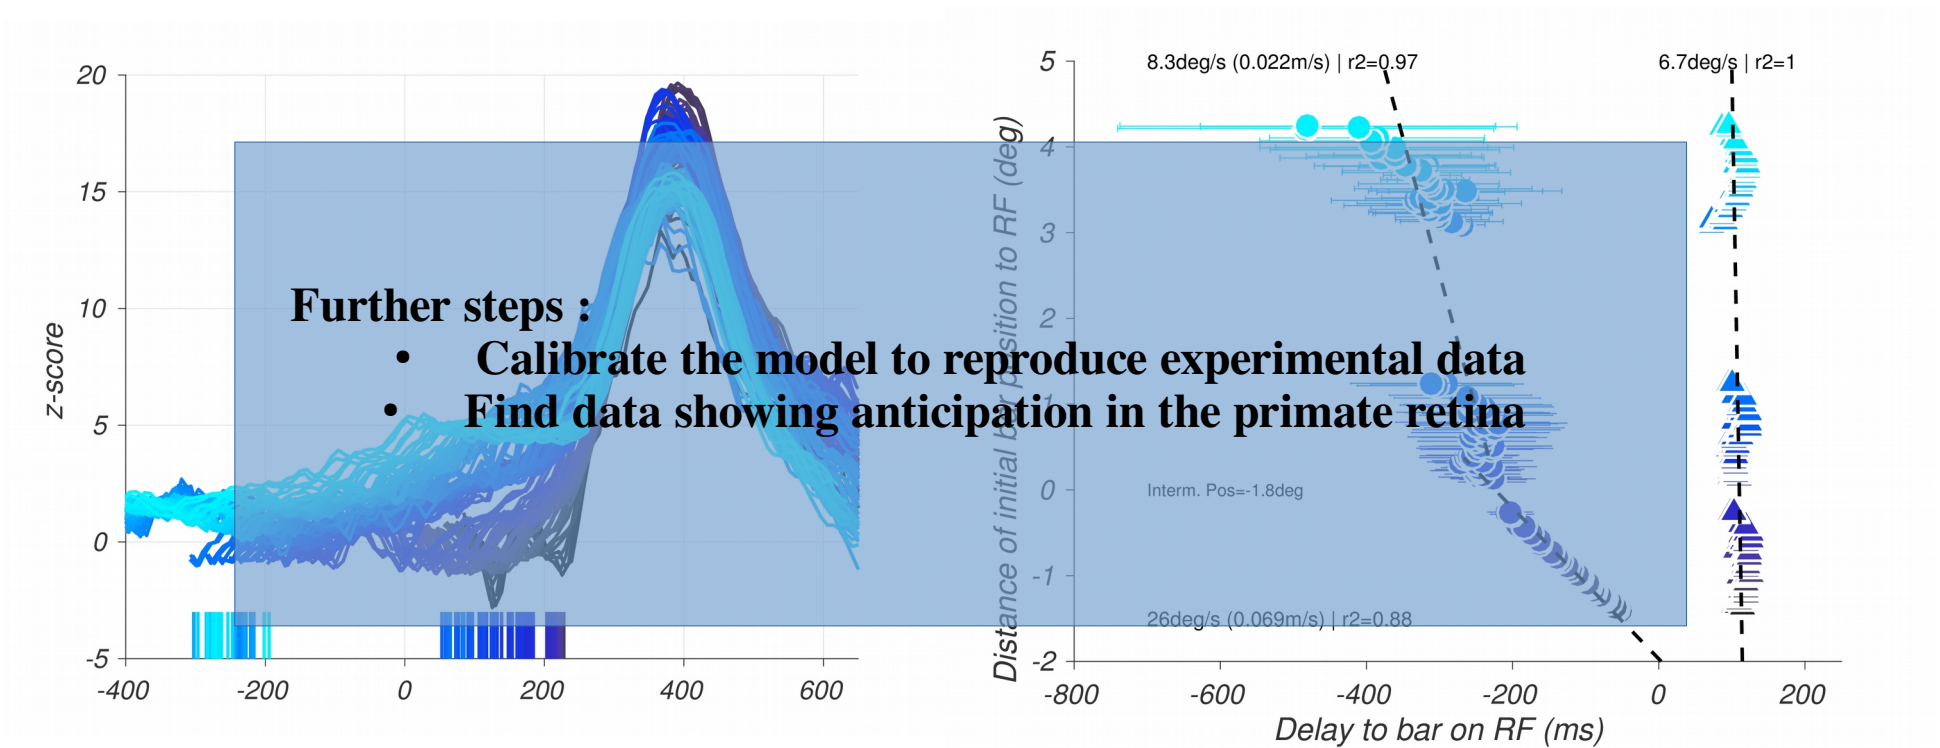 20
15
10
5
0
-5
z-score
-400 -200 0 200 400 600
8.3deg/s (0.022m/s) | r2=0.97
6.7deg/s | r2=1
5
4
3
2
1
0
-1
-2
Distance of initial bar position to RF (deg)
Interm. Pos=-1.8deg
26deg/s (0.069m/s) | r2=0.88
-800 -600 -400 -200 0 200
Delay to bar on RF (ms)
Further steps :
• Calibrate the model to reproduce experimental data
• Find data showing anticipation in the primate retina